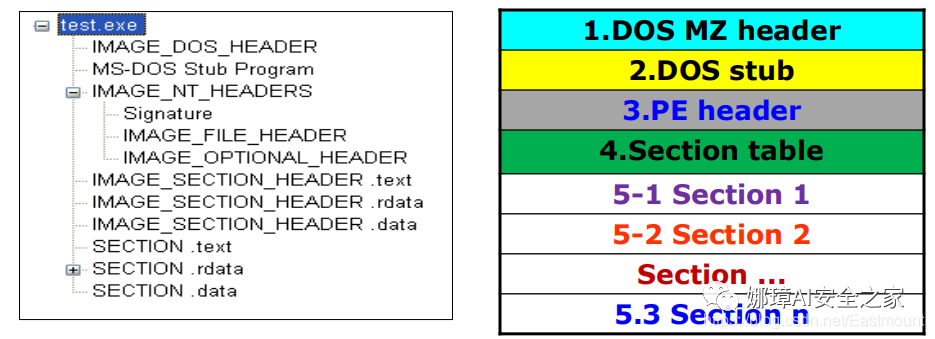 test.exe
IMAGE_DOS_HEADER
MS-DOS Stub Program
IMAGE_NT_HEADERS
Signature
IMAGE_FILE_HEADER
IMAGE_OPTIONAL_HEADER
IMAGE_SECTION_HEADER .text
IMAGE_SECTION_HEADER .rdata
IMAGE_SECTION_HEADER .data
SECTION .text
SECTION .rdata
SECTION .data
1.DOS MZ header
2.DOS stub
3.PE header
4.Section table
5-1 Section 1
5-2 Section 2
Section ...
5.3 Section n
娜璋AI安全之家
http://blog.csdn.net/Eastmount